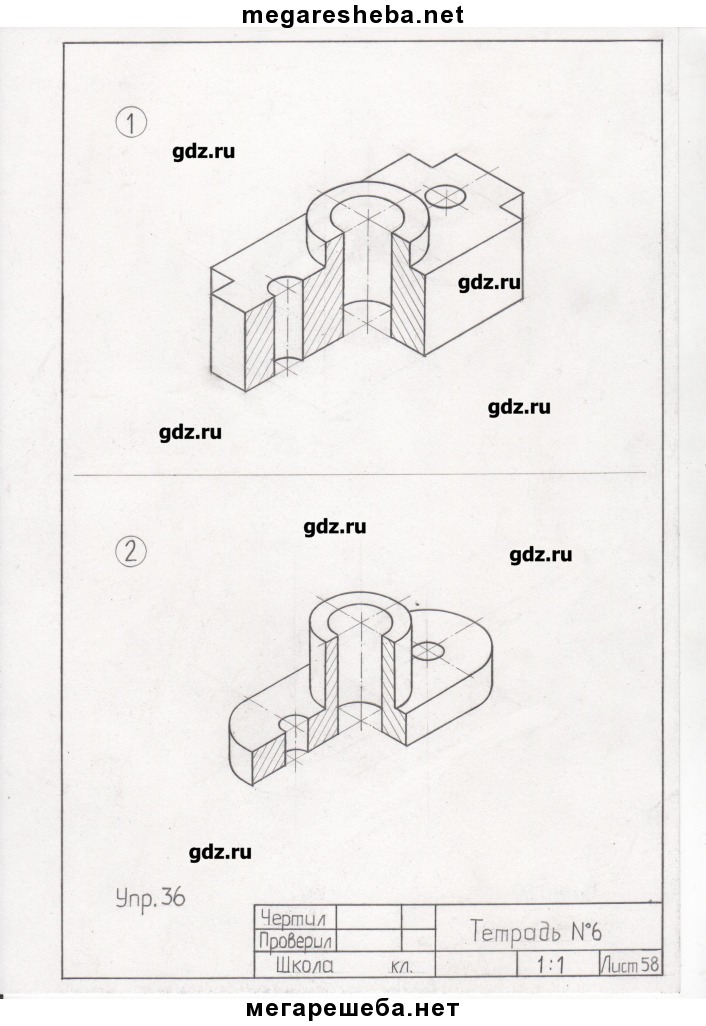 megaresheba.net
1
gdz.ru
gdz.ru
gdz.ru
gdz.ru
gdz.ru
2
gdz.ru
gdz.ru
Упр. 36
Чертил
Проверил
Тетрадь №6
Школа кл.
1:1
Лист 58
мегарешеба.нет